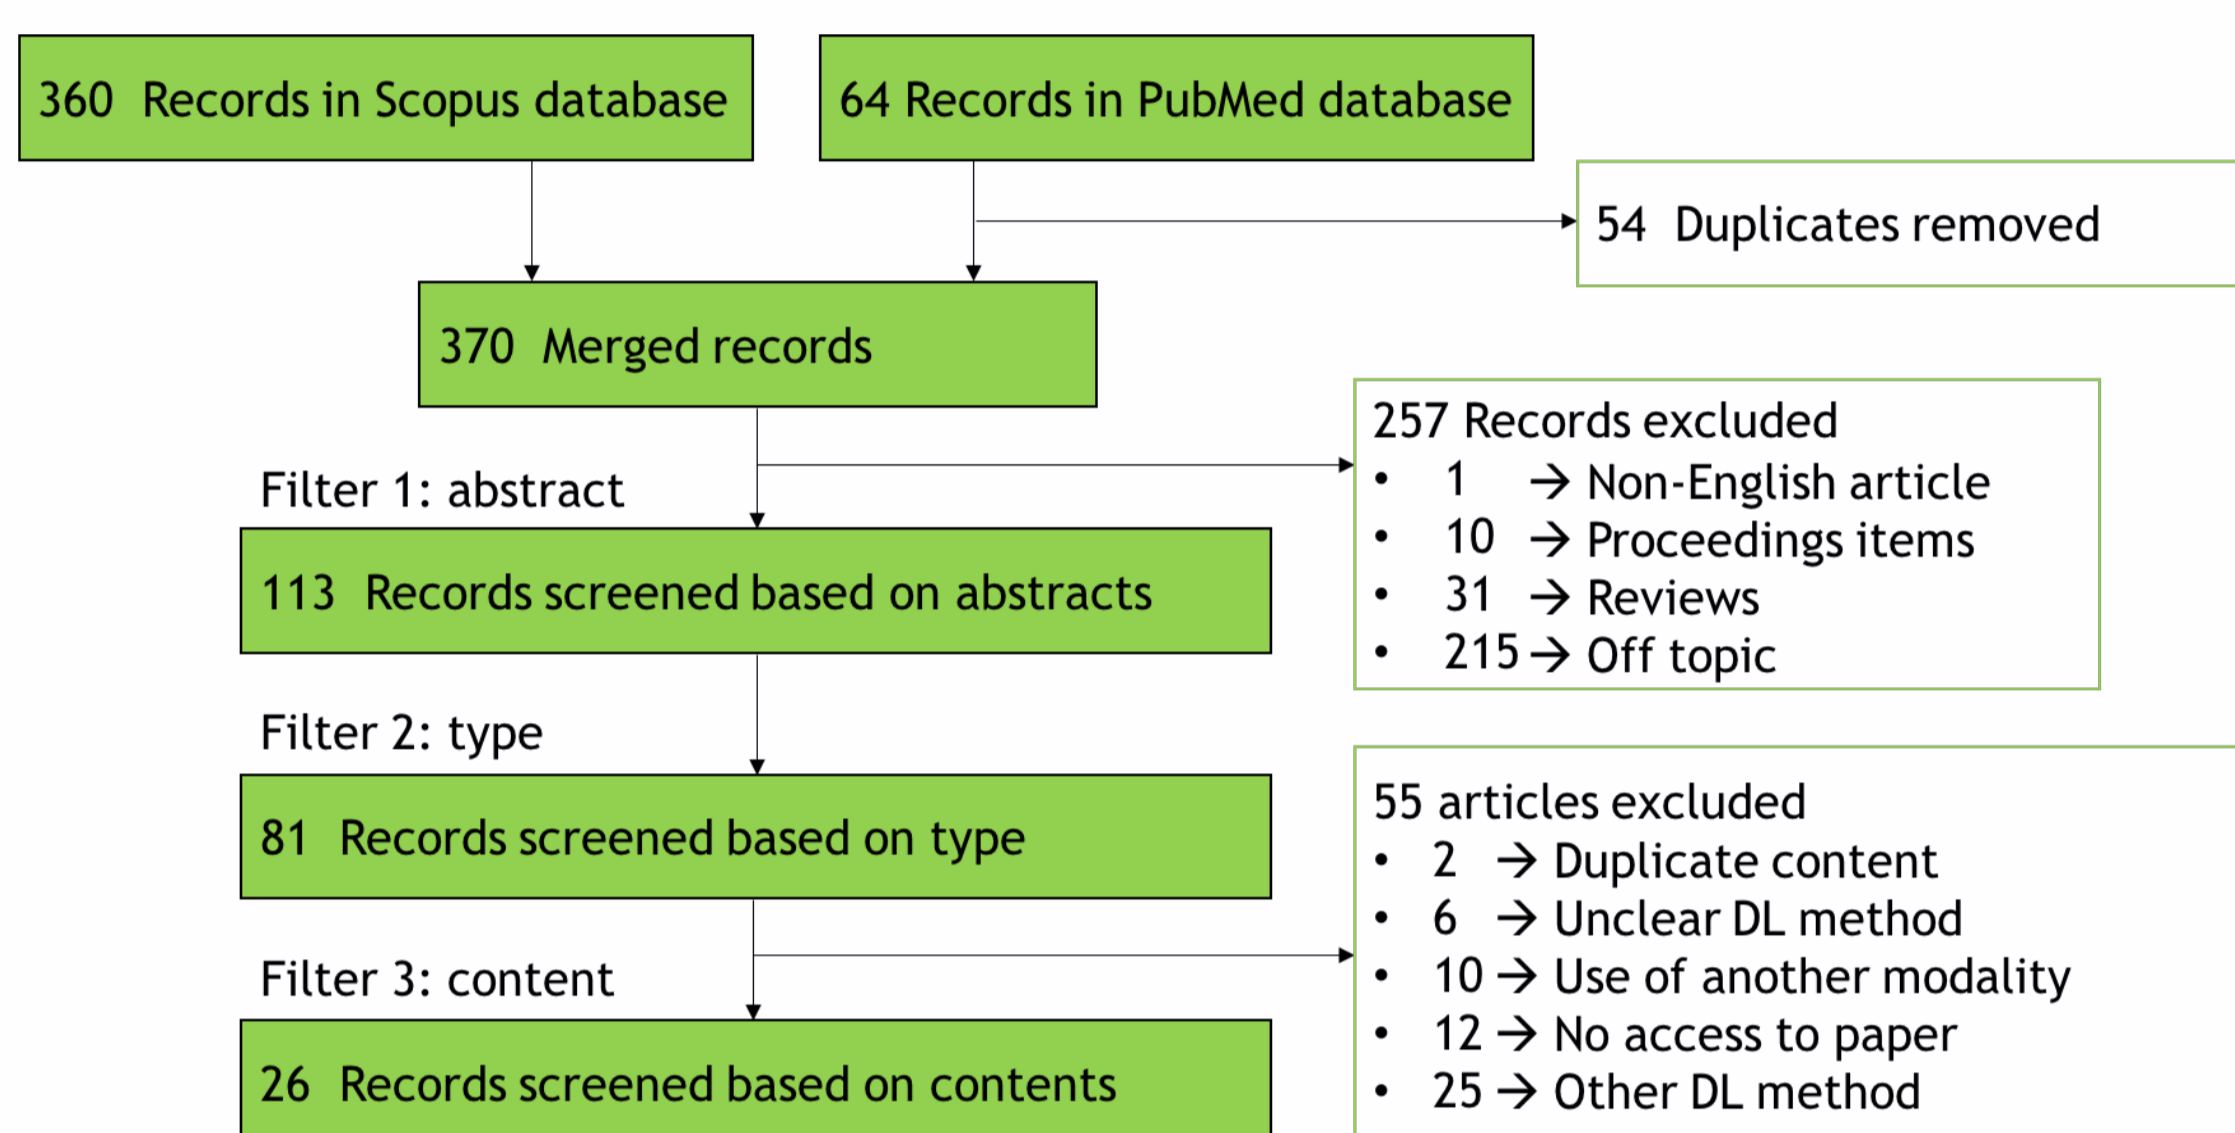 360 Records in Scopus database
64 Records in PubMed database
54 Duplicates removed
370 Merged records
257 Records excluded
• 1 → Non-English article
• 10 → Proceedings items
• 31 → Reviews
• 215 → Off topic
Filter 1: abstract
113 Records screened based on abstracts
Filter 2: type
81 Records screened based on type
55 articles excluded
• 2 → Duplicate content
• 6 → Unclear DL method
• 10 → Use of another modality
• 12 → No access to paper
• 25 → Other DL method
Filter 3: content
26 Records screened based on contents